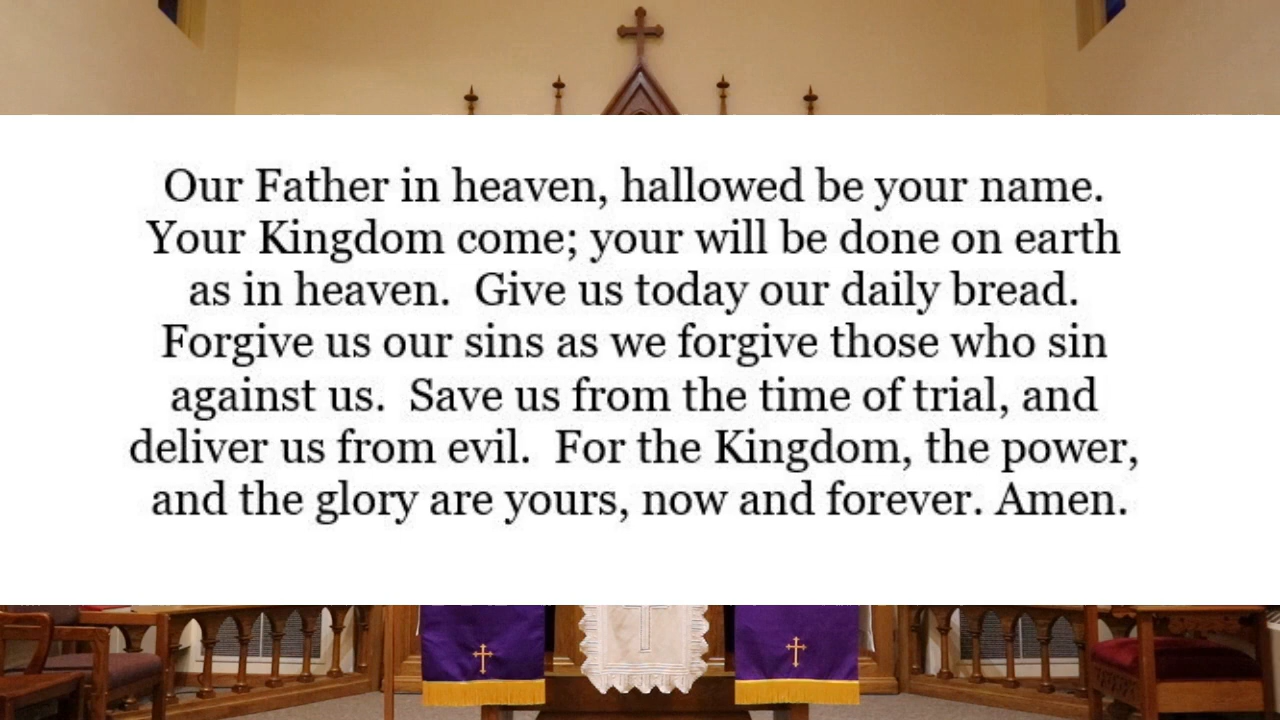 Our Father in heaven, hallowed be your name.
Your Kingdom come; your will be done on earth
as in heaven.  Give us today our daily bread.
Forgive us our sins as we forgive those who sin
against us.  Save us from the time of trial, and
deliver us from evil.  For the Kingdom, the power,
and the glory are yours, now and forever. Amen.